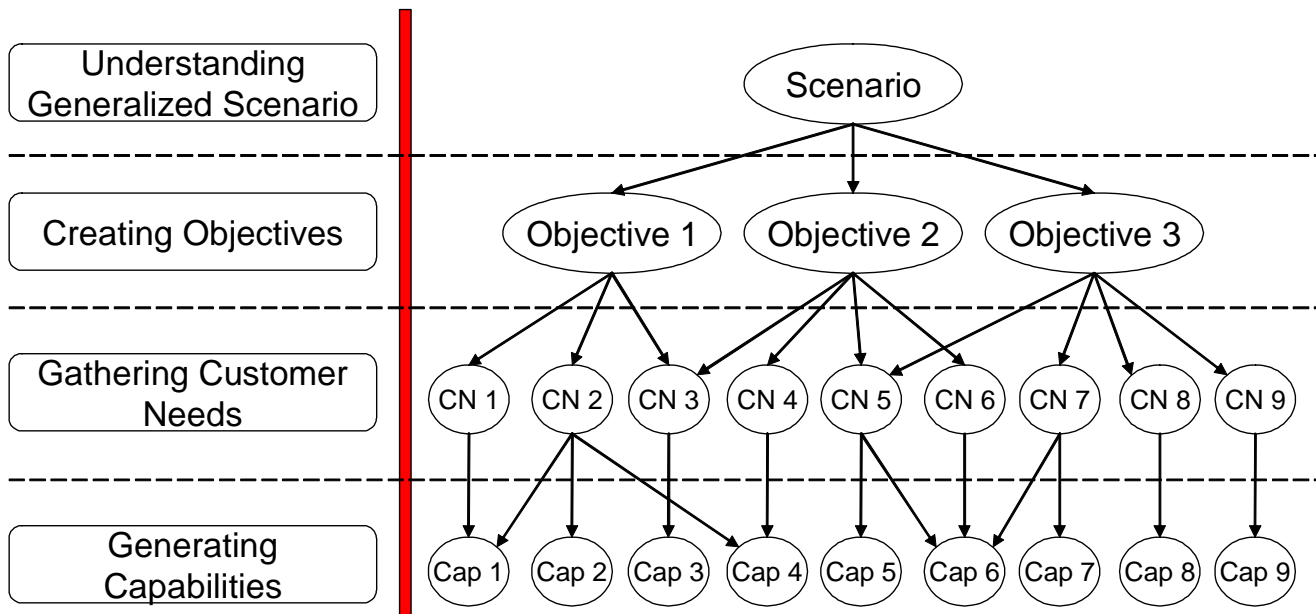 Understanding
Generalized Scenario
Scenario
Creating Objectives
Objective 1
Objective 2
Objective 3
Gathering Customer
Needs
CN 1
CN 2
CN 3
CN 4
CN 5
CN 6
CN 7
CN 8
CN 9
Generating
Capabilities
Cap 1
Cap 2
Cap 3
Cap 4
Cap 5
Cap 6
Cap 7
Cap 8
Cap 9